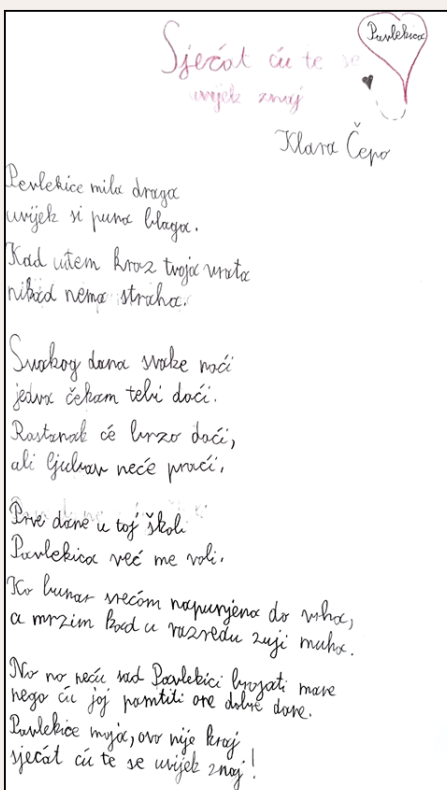 Sjećat ću te se
uvijek znaj
Pavlekica
Klara Čepo
Pavlekice mila draga
uvijek si puna blaga.
Kad uđem kroz tvoja vrata
nikad nema straha.
Svakog dana svake noći
jedva čekam tebi doći.
Rastanak će brzo doći,
ali ljubav neće proći.
Prve dane u toj školi
Pavlekica već me voli.
Ko bunar srećom napunjena do vrha,
a mrzim kad u razredu zuji muha.
No no neću sad Pavlekici brojati mane
nego ću joj pamtiti ove dobre dane.
Pavlekice moja, ovo nije kraj
sjećat ću te se uvijek znaj!